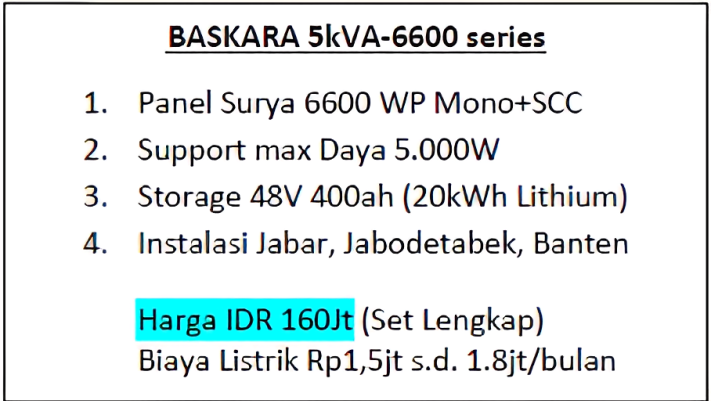 BASKARA 5kVA-6600 series
1. Panel Surya 6600 WP Mono+SCC
2. Support max Daya 5.000W
3. Storage 48V 400ah (20kWh Lithium)
4. Instalasi Jabar, Jabodetabek, Banten
Harga IDR 160Jt (Set Lengkap)
Biaya Listrik Rp1,5jt s.d. 1.8jt/bulan